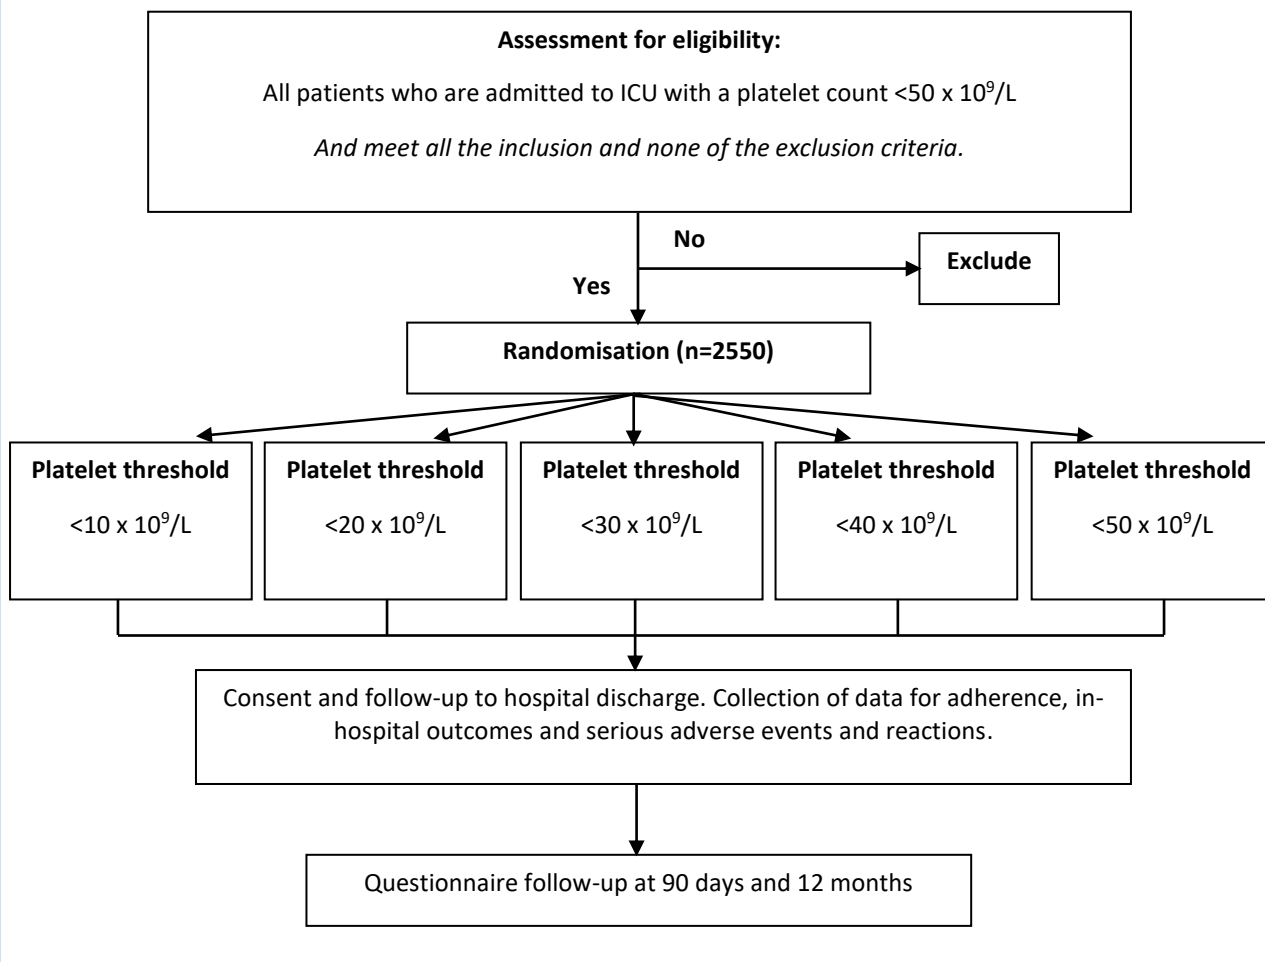 Assessment for eligibility:
All patients who are admitted to ICU with a platelet count <50 x 10⁹/L
And meet all the inclusion and none of the exclusion criteria.
No
Exclude
Yes
Randomisation (n=2550)
Platelet threshold
<10 x 10⁹/L
Platelet threshold
<20 x 10⁹/L
Platelet threshold
<30 x 10⁹/L
Platelet threshold
<40 x 10⁹/L
Platelet threshold
<50 x 10⁹/L
Consent and follow-up to hospital discharge. Collection of data for adherence, in-
hospital outcomes and serious adverse events and reactions.
Questionnaire follow-up at 90 days and 12 months